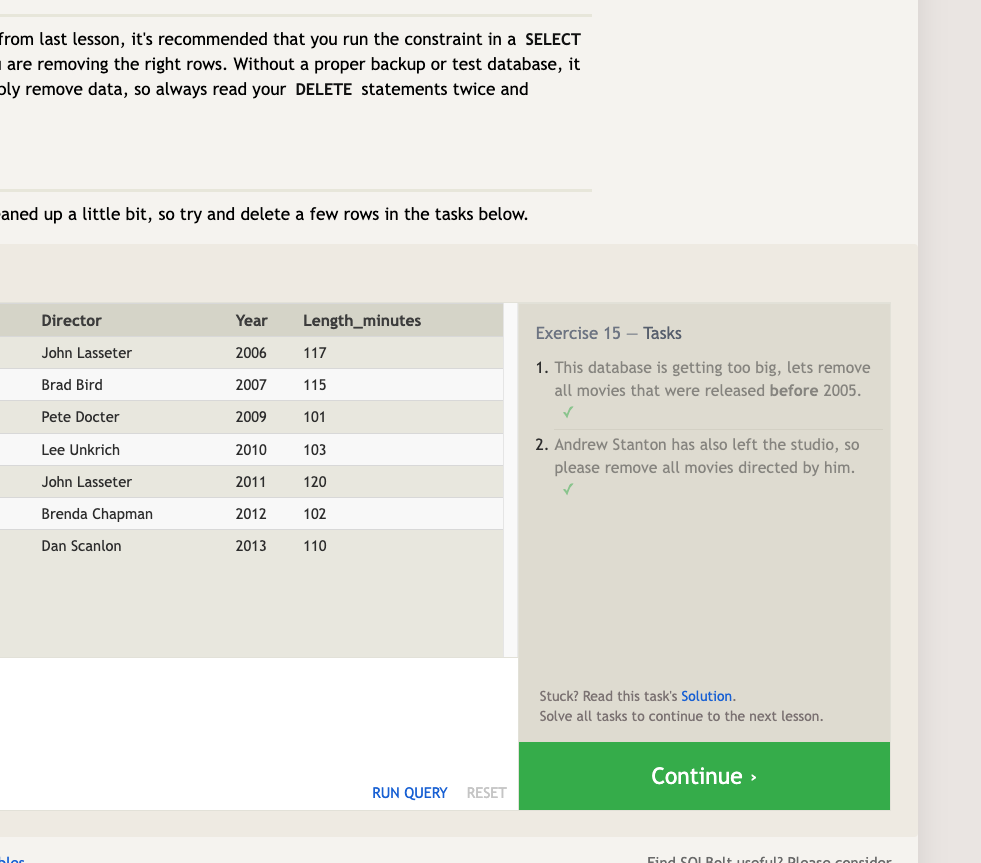 from last lesson, it's recommended that you run the constraint in a SELECT
are removing the right rows. Without a proper backup or test database, it
remove data, so always read your DELETE statements twice and
up a little bit, so try and delete a few rows in the tasks below.
Director Year Length_minutes
John Lasseter 2006 117
Brad Bird 2007 115
Pete Docter 2009 101
Lee Unkrich 2010 103
John Lasseter 2011 120
Brenda Chapman 2012 102
Dan Scanlon 2013 110
RUN QUERY RESET
Exercise 15 — Tasks
1. This database is getting too big, lets remove
all movies that were released before 2005.
✓
2. Andrew Stanton has also left the studio, so
please remove all movies directed by him.
✓
Stuck? Read this task's Solution.
Solve all tasks to continue to the next lesson.
Continue ›
Find SQLBolt useful? Please consider